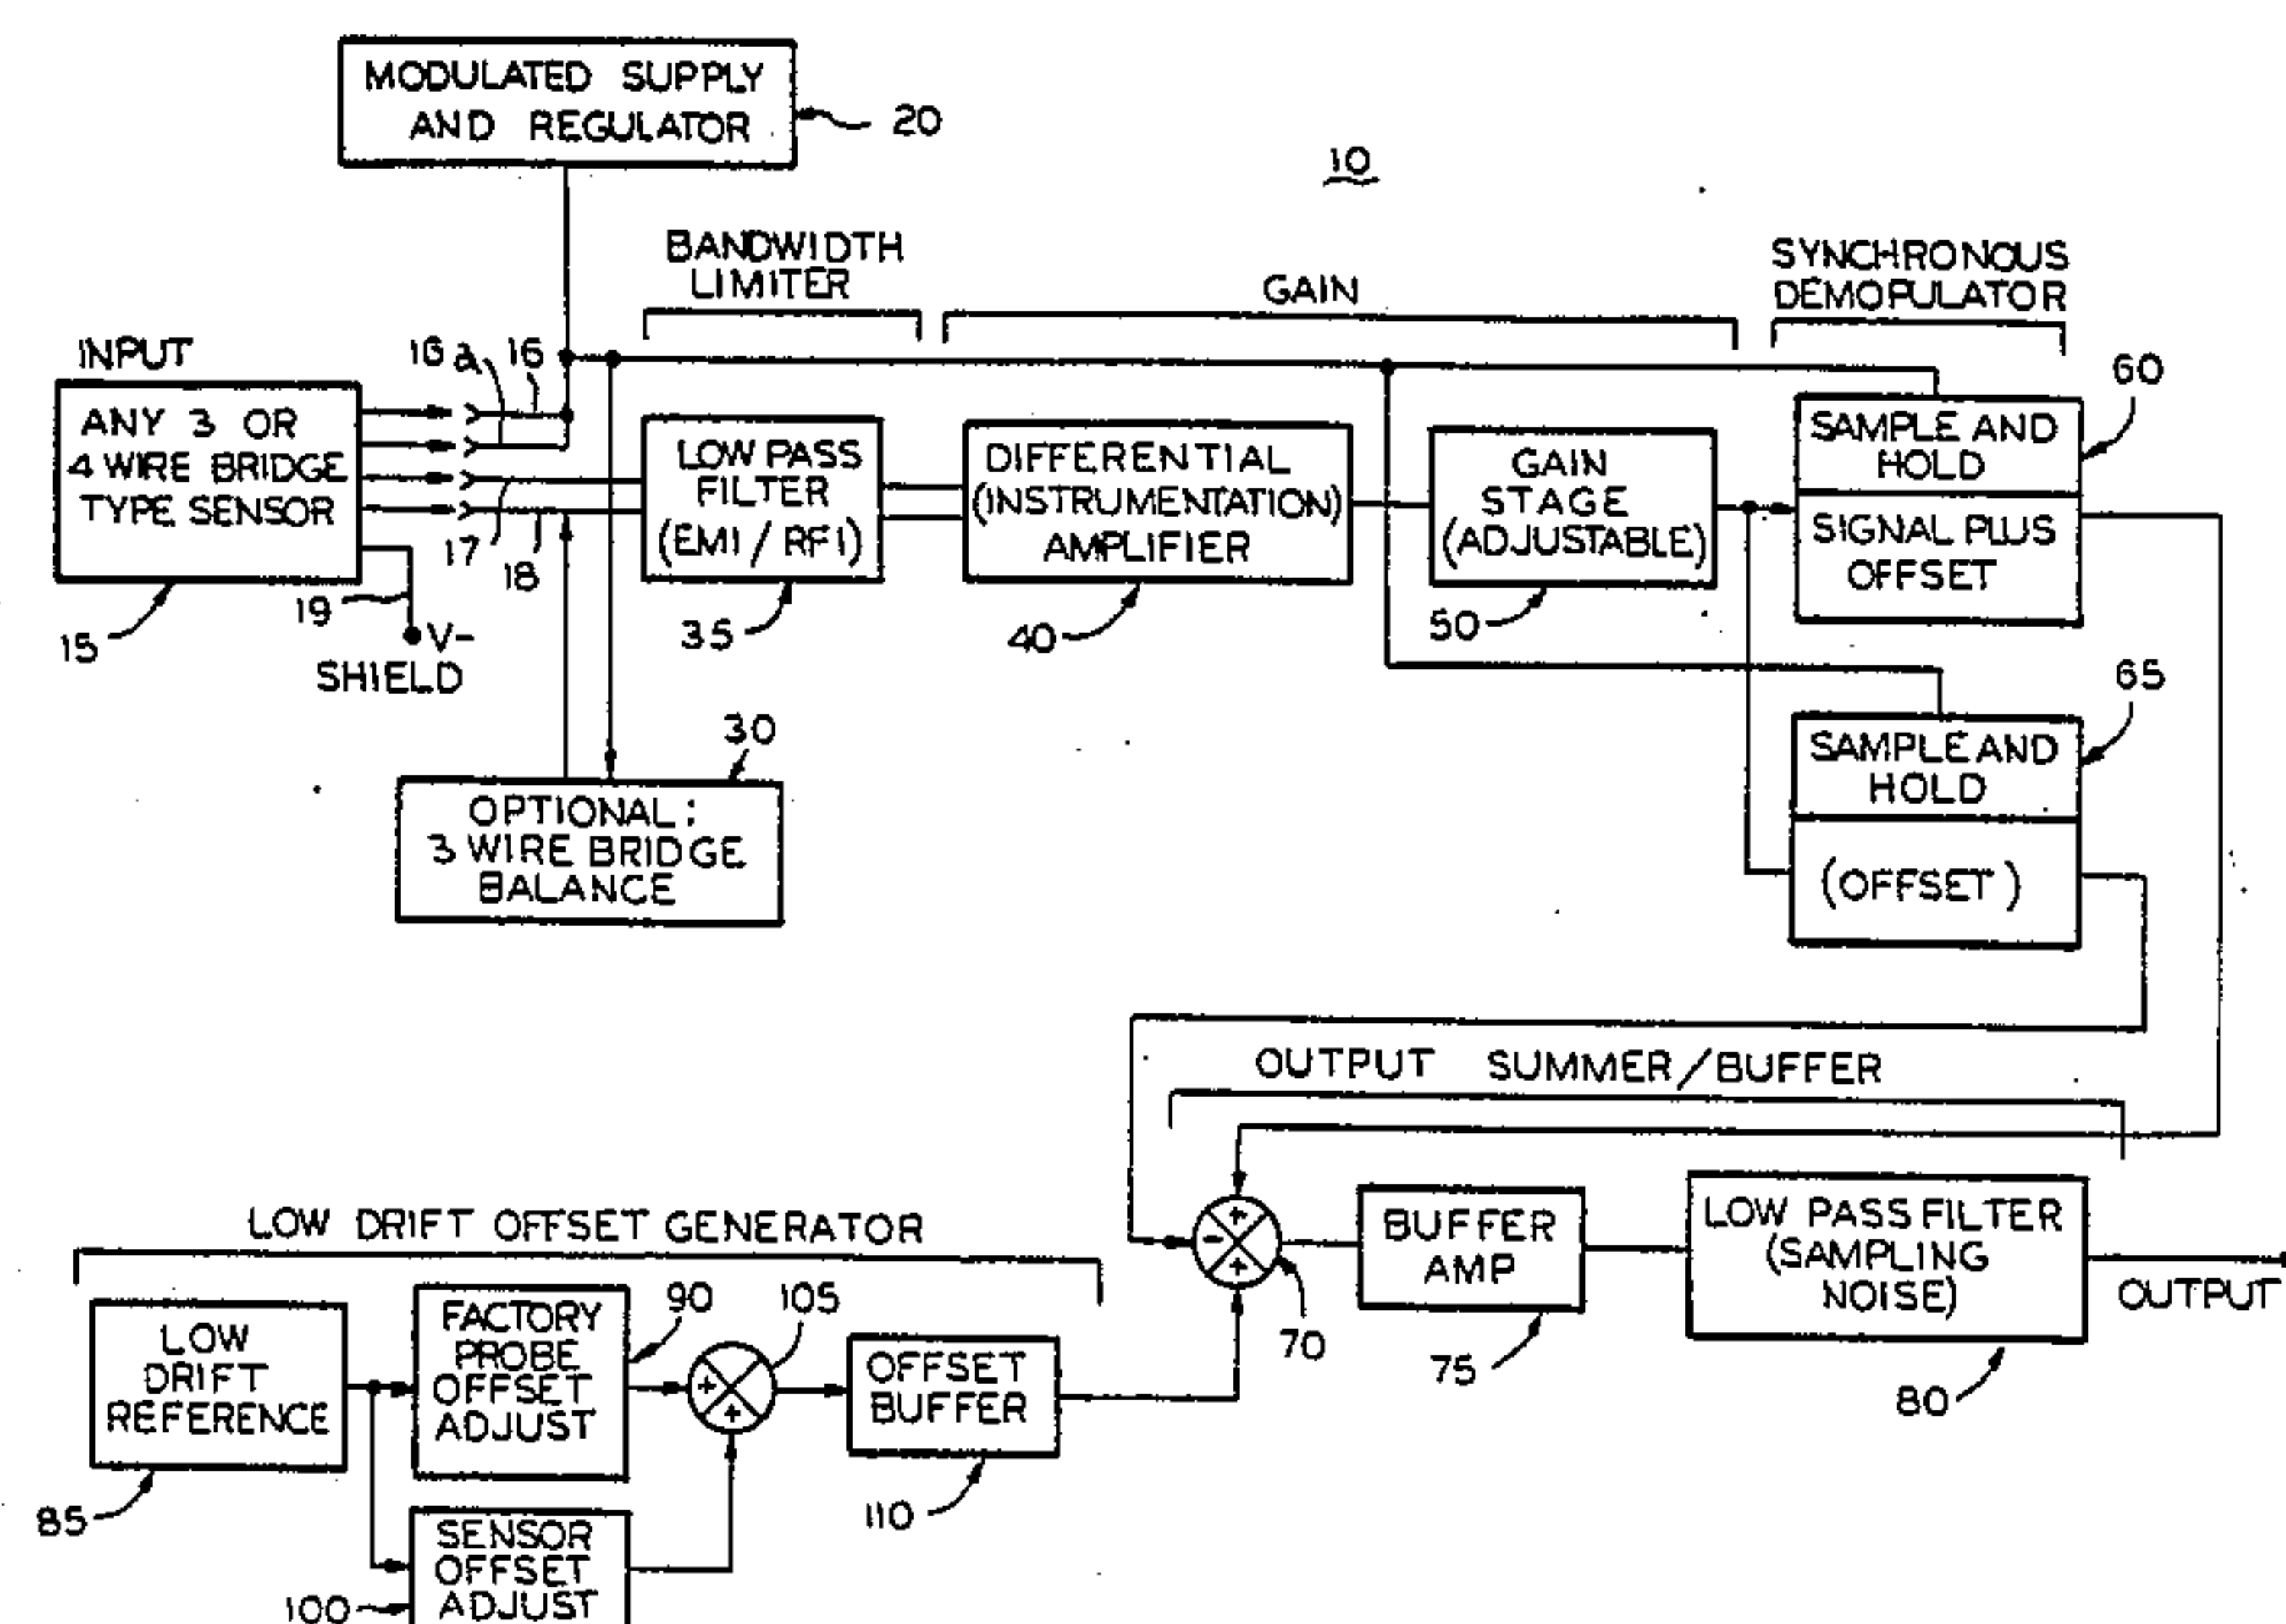 MODULATED SUPPLY
AND REGULATOR
20
10
BANDWIDTH
LIMITER
GAIN
SYNCHRONOUS
DEMOPULATOR
INPUT
16a
16
60
ANY 3 OR
4 WIRE BRIDGE
TYPE SENSOR
LOW PASS
FILTER
(EMI / RFI)
DIFFERENTIAL
(INSTRUMENTATION)
AMPLIFIER
GAIN
STAGE
(ADJUSTABLE)
SAMPLE AND
HOLD
SIGNAL PLUS
OFFSET
17
18
19
15
V-
SHIELD
35
40
50
65
30
OPTIONAL:
3 WIRE BRIDGE
BALANCE
SAMPLE AND
HOLD
(OFFSET)
OUTPUT SUMMER/BUFFER
LOW DRIFT OFFSET GENERATOR
+
-
+
BUFFER
AMP
LOW PASS FILTER
(SAMPLING
NOISE)
OUTPUT
70
75
80
LOW
DRIFT
REFERENCE
FACTORY
PROBE
OFFSET
ADJUST
90
105
+
+
OFFSET
BUFFER
85
110
SENSOR
OFFSET
ADJUST
100